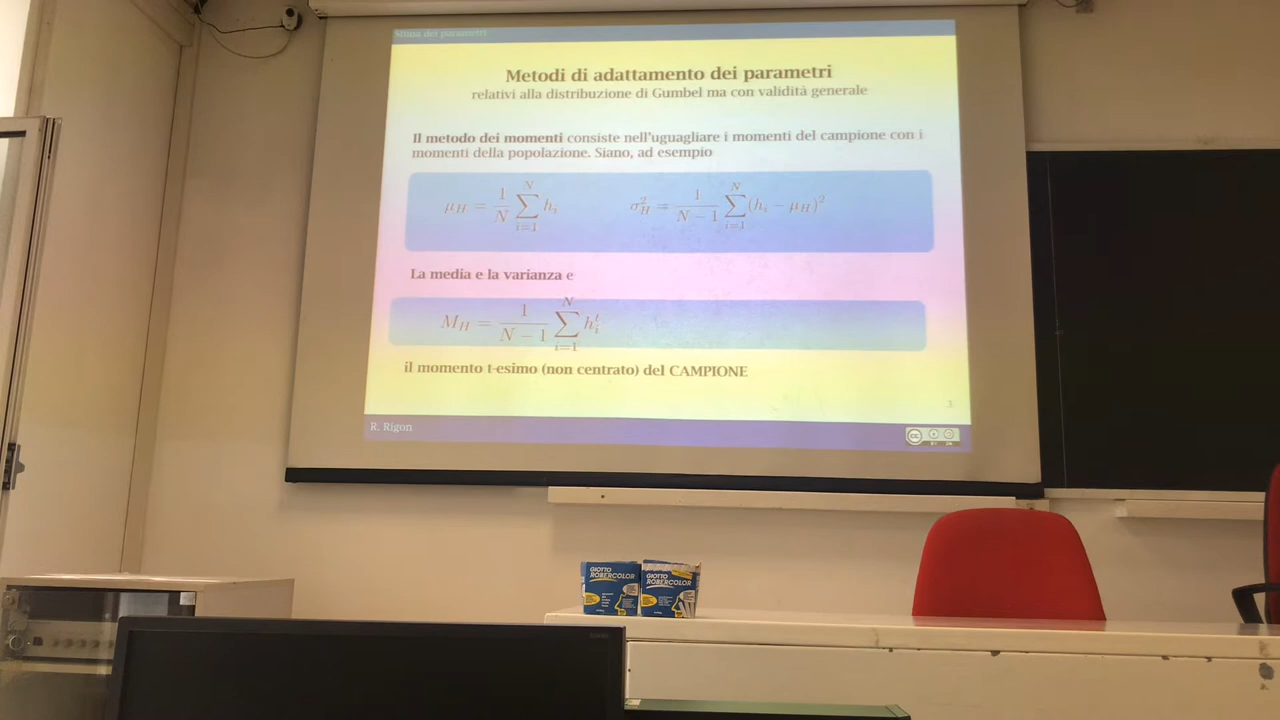 Stima dei parametri
Metodi di adattamento dei parametri
relativi alla distribuzione di Gumbel ma con validità generale
Il metodo dei momenti consiste nell'uguagliare i momenti del campione con i
momenti della popolazione. Siano, ad esempio
μ_H = 1/N ∑_{i=1}^{N} h_i    σ²_H = 1/(N − 1) ∑_{i=1}^{N} (h_i − μ_H)²
La media e la varianza e
M_H = 1/(N − 1) ∑_{i=1}^{N} h_i^t
il momento t-esimo (non centrato) del CAMPIONE
3
R. Rigon
CC
GIOTTO
ROBERCOLOR
GIOTTO
ROBERCOLOR